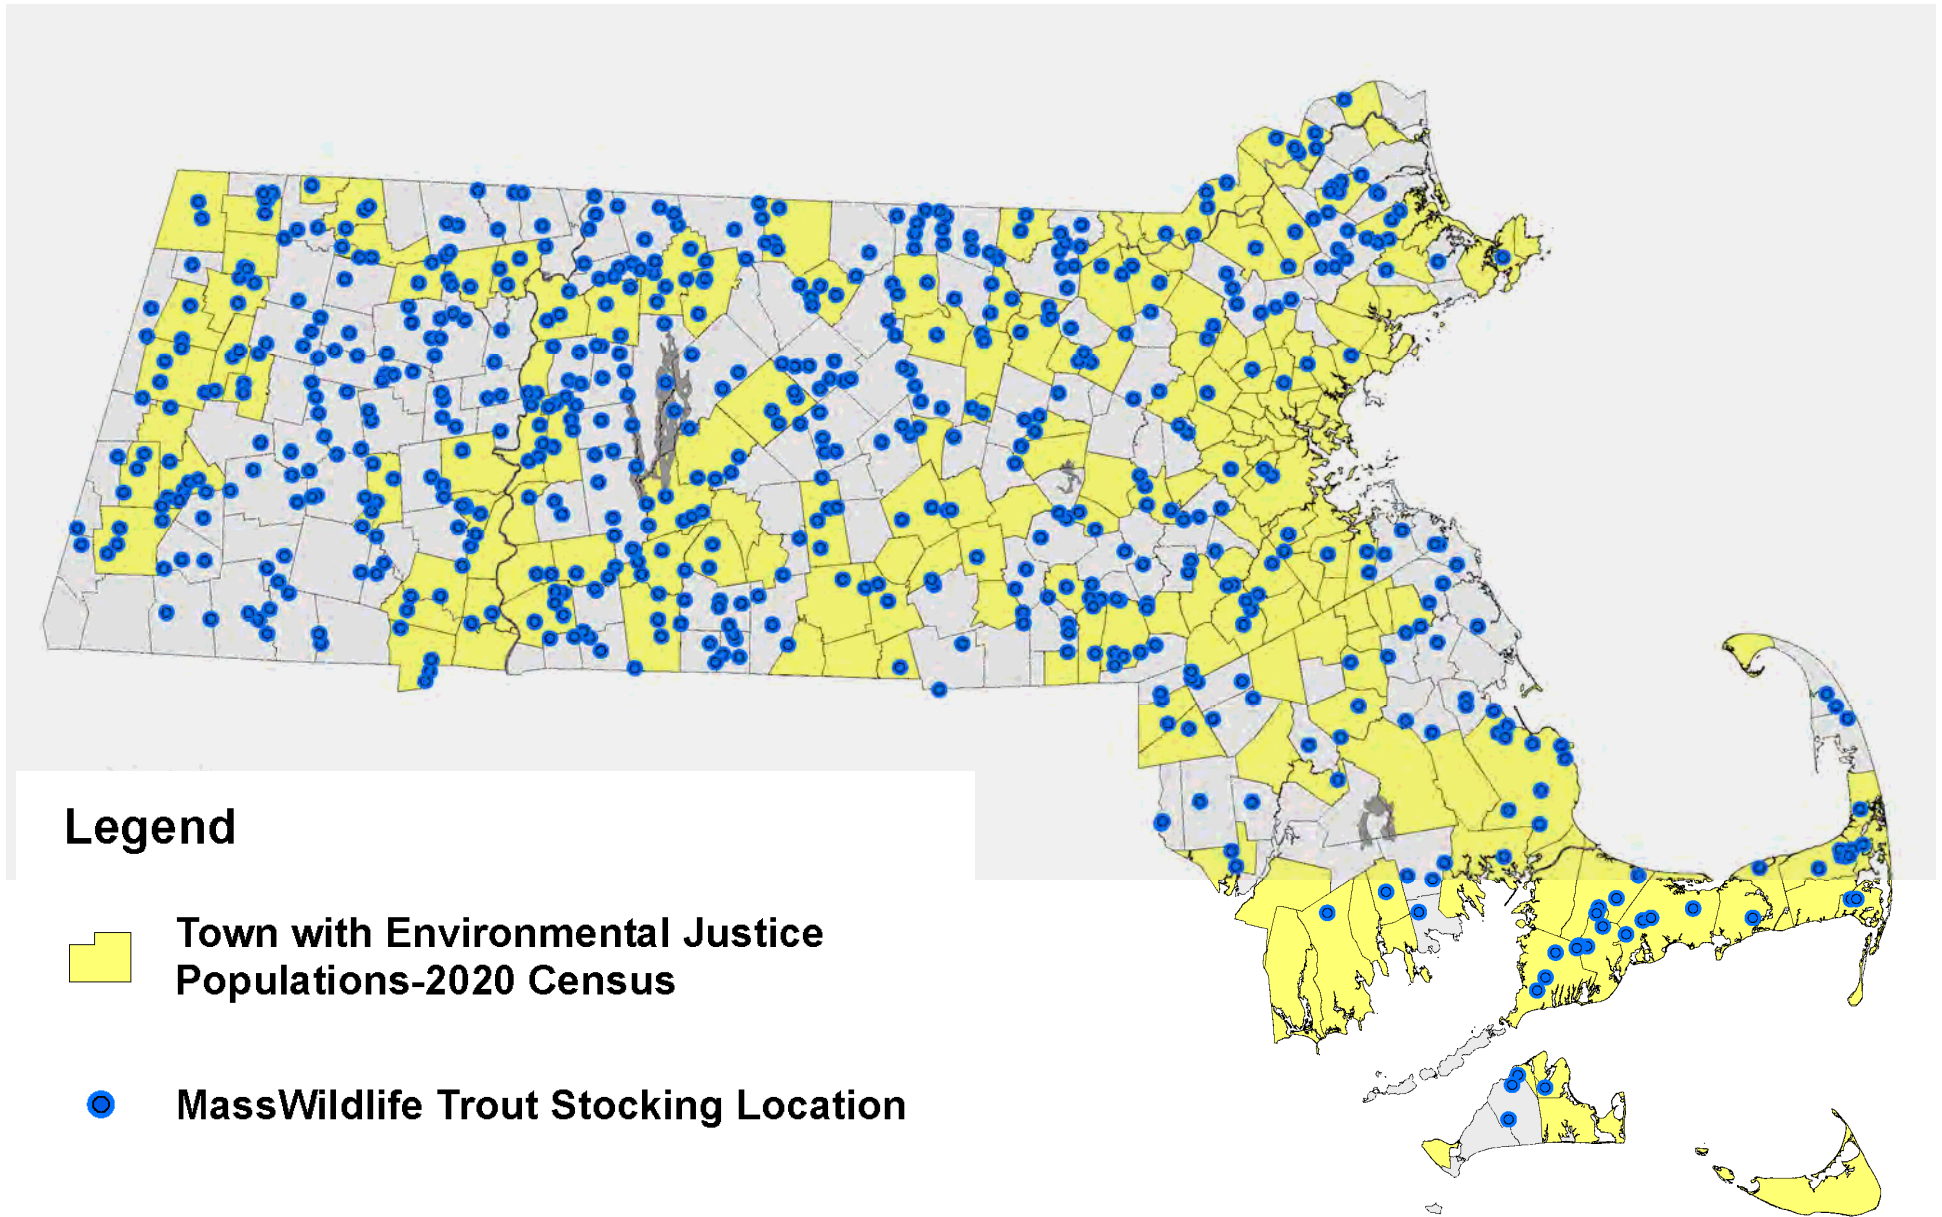 Legend
Town with Environmental Justice
Populations-2020 Census
MassWildlife Trout Stocking Location